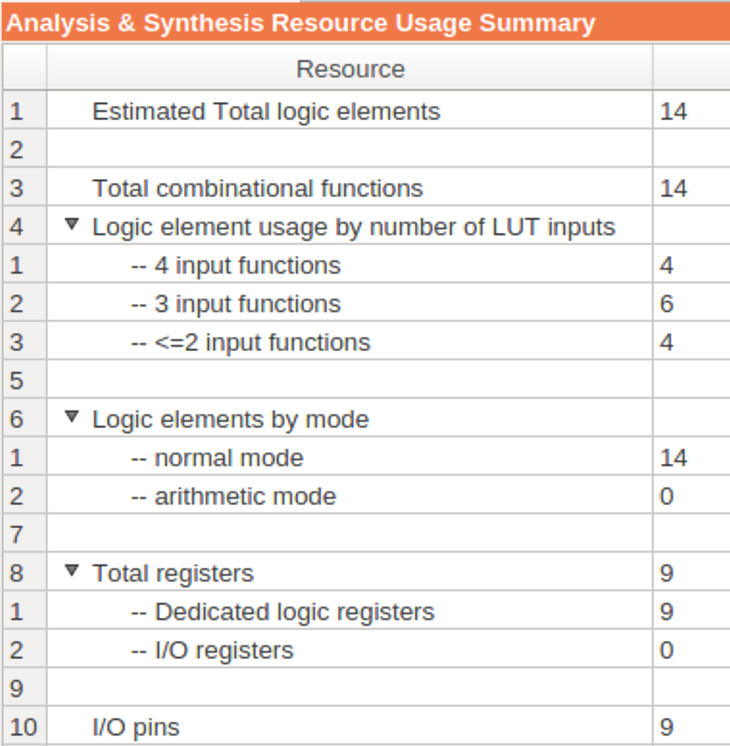 Analysis & Synthesis Resource Usage Summary
Resource
1 Estimated Total logic elements 14
2
3 Total combinational functions 14
4 Logic element usage by number of LUT inputs
1 -- 4 input functions 4
2 -- 3 input functions 6
3 -- <=2 input functions 4
5
6 Logic elements by mode
1 -- normal mode 14
2 -- arithmetic mode 0
7
8 Total registers 9
1 -- Dedicated logic registers 9
2 -- I/O registers 0
9
10 I/O pins 9